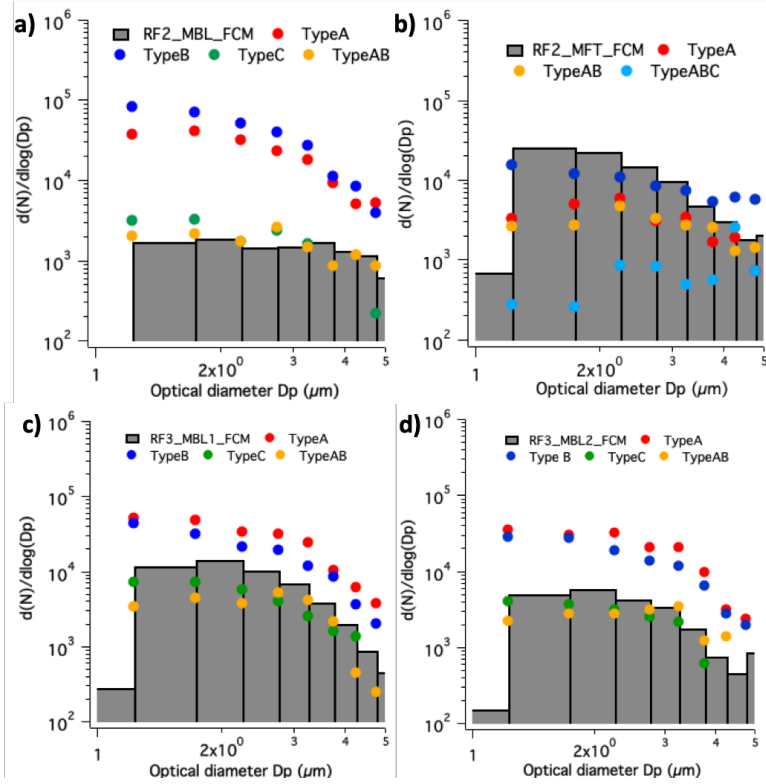 a)
RF2_MBL_FCM TypeA
TypeB TypeC TypeAB
10^6
10^5
10^4
10^3
10^2
d(N)/dlog(Dp)
1 2x10^0 3 4 5
Optical diameter Dp (µm)
b)
RF2_MFT_FCM TypeA
TypeAB TypeABC
10^6
10^5
10^4
10^3
10^2
d(N)/dlog(Dp)
1 2x10^0 3 4 5
Optical diameter Dp (µm)
c)
RF3_MBL1_FCM TypeA
TypeB TypeC TypeAB
10^6
10^5
10^4
10^3
10^2
d(N)/dlog(Dp)
1 2x10^0 3 4 5
Optical diameter Dp (µm)
d)
RF3_MBL2_FCM TypeA
Type B TypeC TypeAB
10^6
10^5
10^4
10^3
10^2
d(N)/dlog(Dp)
1 2x10^0 3 4 5
Optical diameter Dp (µm)